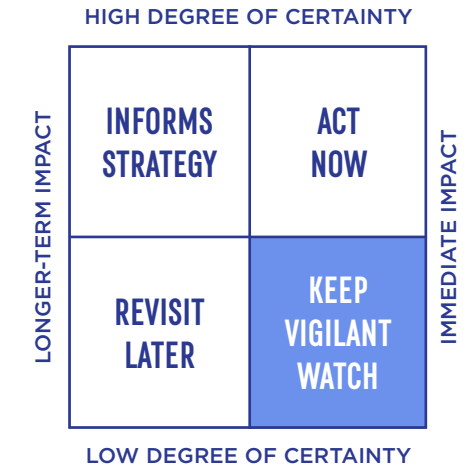 HIGH DEGREE OF CERTAINTY
LONGER-TERM IMPACT
INFORMS
STRATEGY
ACT
NOW
IMMEDIATE IMPACT
REVISIT
LATER
KEEP
VIGILANT
WATCH
LOW DEGREE OF CERTAINTY